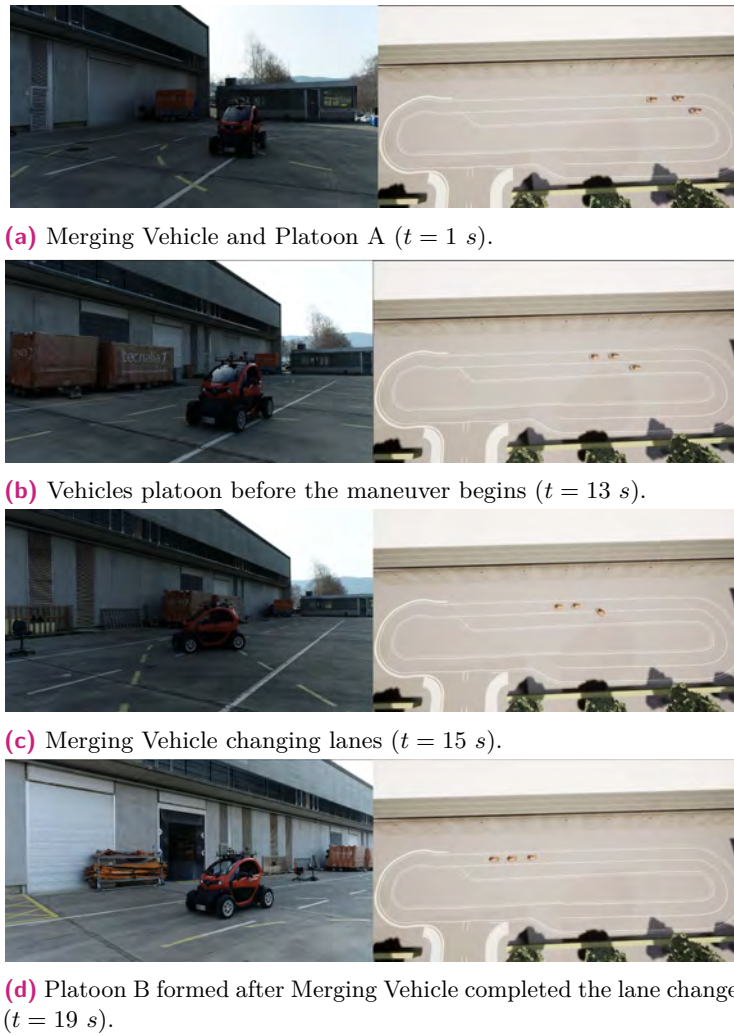 (a) Merging Vehicle and Platoon A (t = 1 s).
tecnalia
(b) Vehicles platoon before the maneuver begins (t = 13 s).
(c) Merging Vehicle changing lanes (t = 15 s).
(d) Platoon B formed after Merging Vehicle completed the lane change
(t = 19 s).